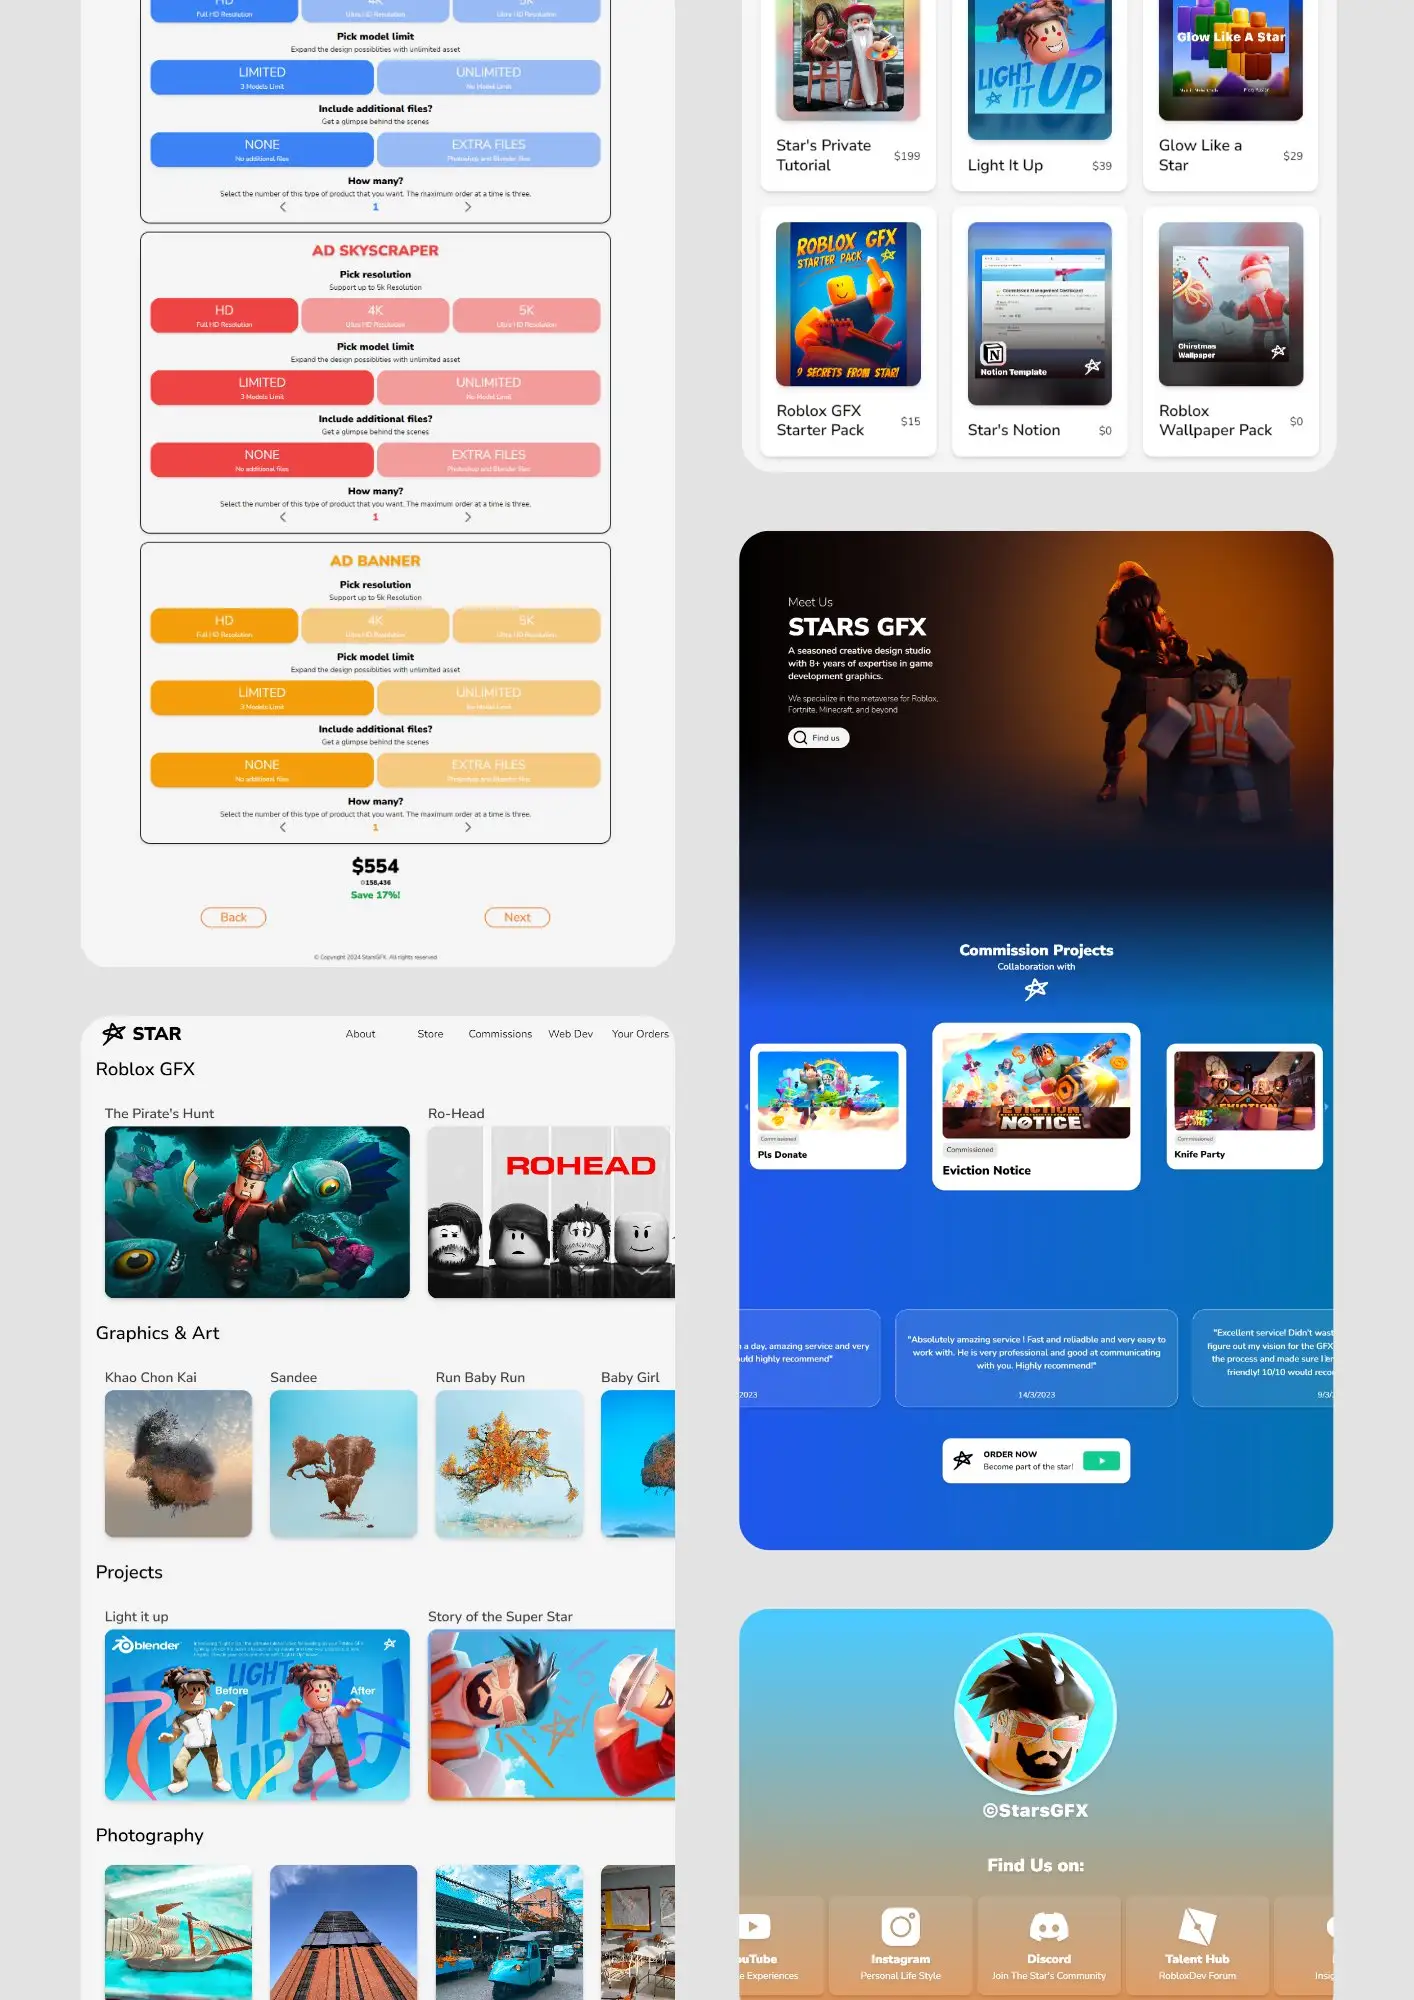 HD
4K
5K
Full HD Resolution
Ultra HD Resolution
Ultra HD Resolution
Pick model limit
Expand the design possiblities with unlimited asset
LIMITED
UNLIMITED
3 Models Limit
No Model Limit
Include additional files?
Get a glimpse behind the scenes
NONE
EXTRA FILES
No additional files
Photoshop and Blender files
How many?
Select the number of this type of product that you want. The maximum order at a time is three.
1
AD SKYSCRAPER
Pick resolution
Support up to 5k Resolution
HD
4K
5K
Full HD Resolution
Ultra HD Resolution
Ultra HD Resolution
Pick model limit
Expand the design possiblities with unlimited asset
LIMITED
UNLIMITED
3 Models Limit
No Model Limit
Include additional files?
Get a glimpse behind the scenes
NONE
EXTRA FILES
No additional files
Photoshop and Blender files
How many?
Select the number of this type of product that you want. The maximum order at a time is three.
1
AD BANNER
Pick resolution
Support up to 5k Resolution
HD
4K
5K
Full HD Resolution
Ultra HD Resolution
Ultra HD Resolution
Pick model limit
Expand the design possiblities with unlimited asset
LIMITED
UNLIMITED
3 Models Limit
No Model Limit
Include additional files?
Get a glimpse behind the scenes
NONE
EXTRA FILES
No additional files
Photoshop and Blender files
How many?
Select the number of this type of product that you want. The maximum order at a time is three.
1
$554
158,436
Save 17%!
Back
Next
© Copyright 2024 StarsGFX. All rights reserved
STAR
About
Store
Commissions
Web Dev
Your Orders
Roblox GFX
The Pirate's Hunt
Ro-Head
ROHEAD
Graphics & Art
Khao Chon Kai
Sandee
Run Baby Run
Baby Girl
Projects
Light it up
Story of the Super Star
blender
LIGHT
IT
UP
Before
After
Photography
LIGHT
IT UP
Glow Like A Star
Star's Private
Tutorial
$199
Light It Up
$39
Glow Like a
Star
$29
ROBLOX GFX
STARTER PACK
9 SECRETS FROM STAR!
Commission Management Dashboard
Notion Template
Christmas
Wallpaper
Roblox GFX
Starter Pack
$15
Star's Notion
$0
Roblox
Wallpaper Pack
$0
Meet Us
STARS GFX
A seasoned creative design studio
with 8+ years of expertise in game
development graphics.
We specialize in the metaverse for Roblox,
Fortnite, Minecraft, and beyond
Find us
Commission Projects
Collaboration with
Commissioned
Pls Donate
EVICTION
NOTICE
Commissioned
Eviction Notice
Commissioned
Knife Party
n a day, amazing service and very
uld highly recommend"
2023
"Absolutely amazing service ! Fast and reliadble and very easy to
work with. He is very professional and good at communicating
with you. Highly recommend!"
14/3/2023
"Excellent service! Didn't wast
figure out my vision for the GFX
the process and made sure I
friendly! 10/10 would reco
9/3/
ORDER NOW
Become part of the star!
©StarsGFX
Find Us on:
ouTube
e Experiences
Instagram
Personal Life Style
Discord
Join The Star's Community
Talent Hub
RobloxDev Forum
Insi